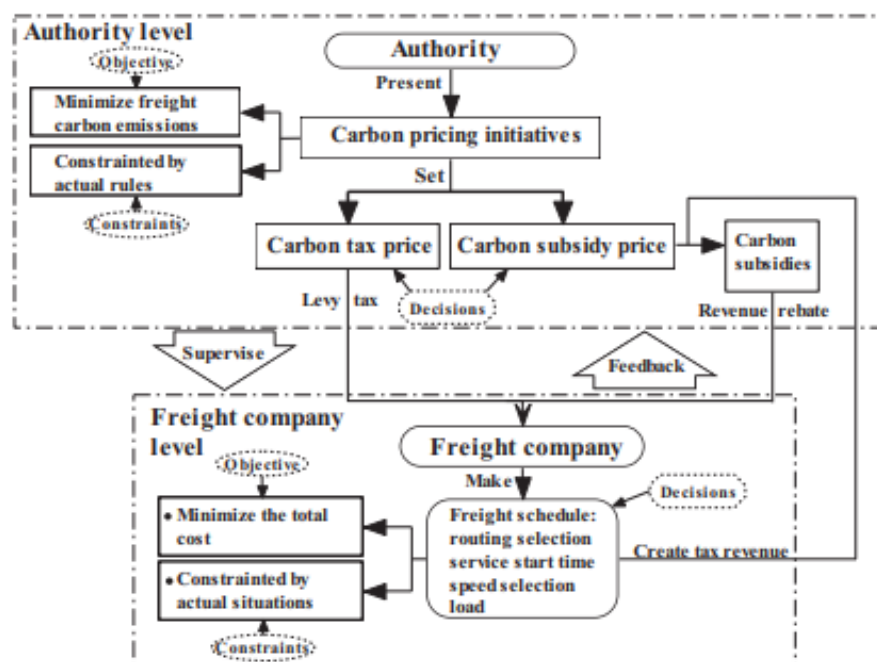 Authority level
Authority
Objective
Present
Minimize freight
carbon emissions
Carbon pricing initiatives
Constrainted by
actual rules
Set
Constraints
Carbon tax price
Carbon subsidy price
Carbon
subsidies
Decisions
Levy tax
Revenue rebate
Supervise
Feedback
Freight company
level
Freight company
Objective
Make
Decisions
• Minimize the total
cost
Freight schedule:
routing selection
service start time
speed selection
load
Create tax revenue
• Constrainted by
actual situations
Constraints